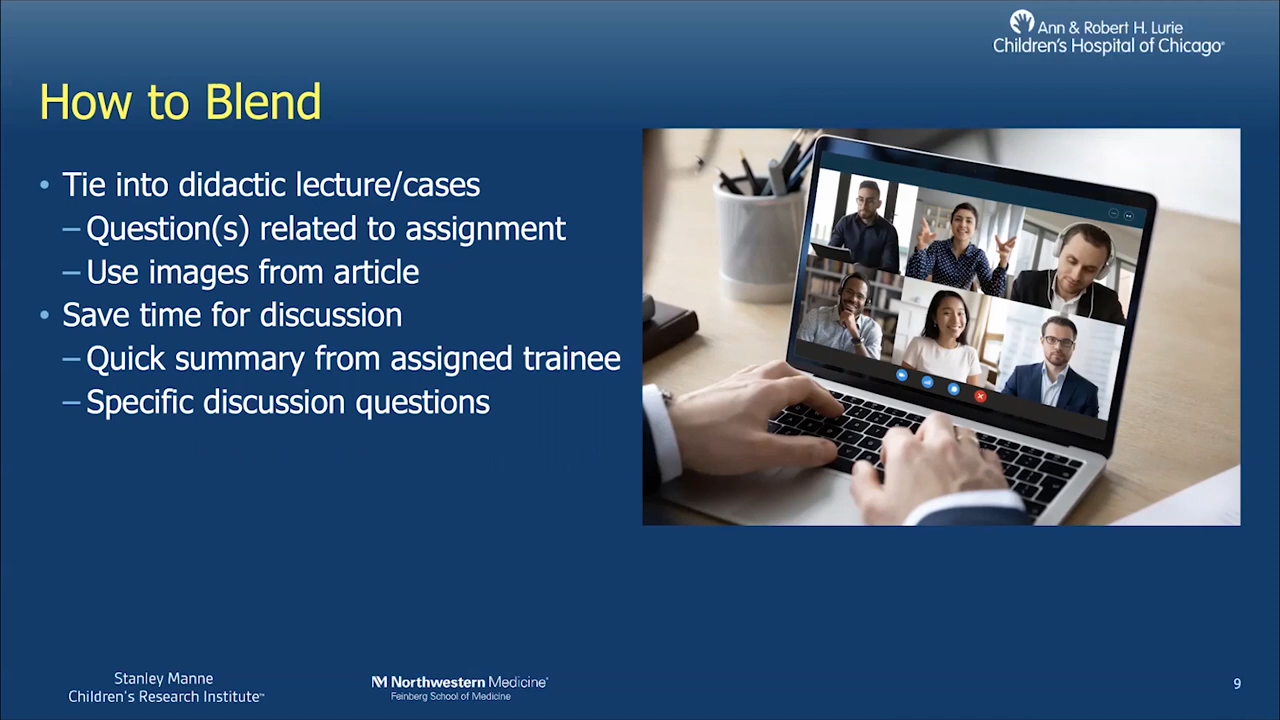 Ann & Robert H. Lurie
Children's Hospital of Chicago®
How to Blend
• Tie into didactic lecture/cases
– Question(s) related to assignment
– Use images from article
• Save time for discussion
– Quick summary from assigned trainee
– Specific discussion questions
Stanley Manne
Children's Research Institute™
Northwestern Medicine®
Feinberg School of Medicine
9